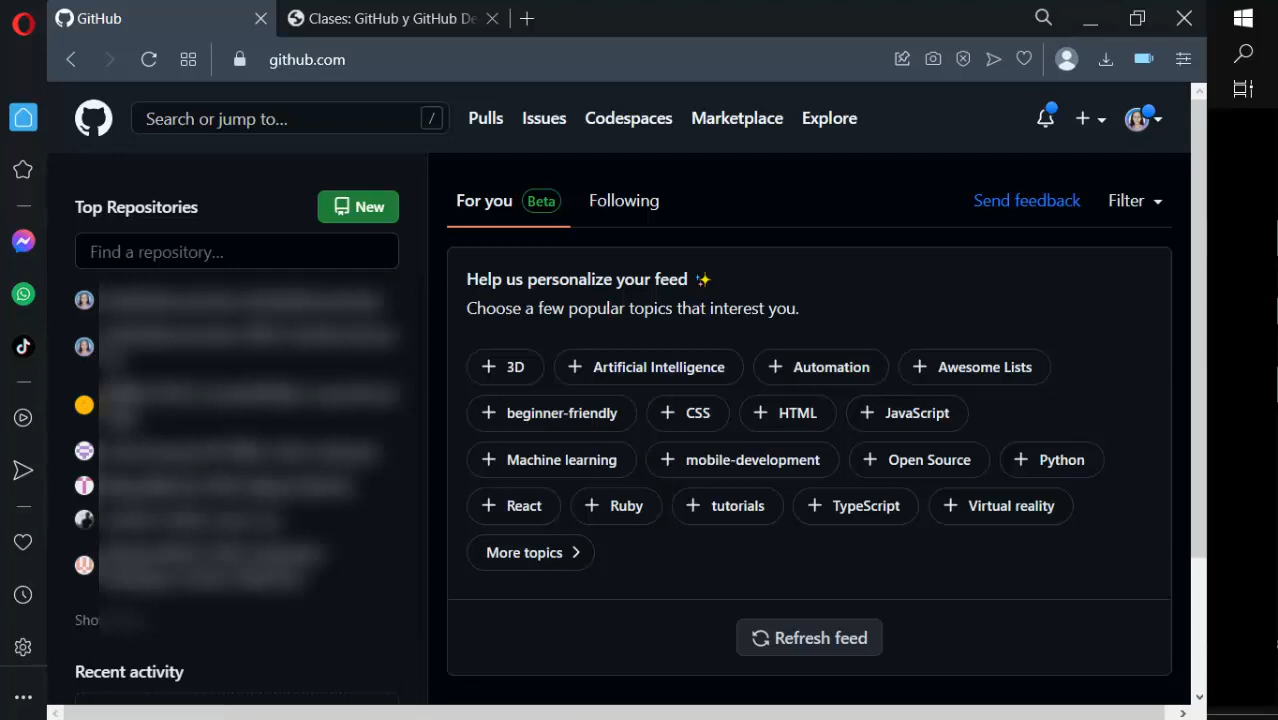 GitHub
Clases: GitHub y GitHub De
github.com
Search or jump to... /
Pulls Issues Codespaces Marketplace Explore
Top Repositories
New
Find a repository...
Sho
Recent activity
For you Beta Following
Send feedback Filter
Help us personalize your feed ✨
Choose a few popular topics that interest you.
+ 3D + Artificial Intelligence + Automation + Awesome Lists
+ beginner-friendly + CSS + HTML + JavaScript
+ Machine learning + mobile-development + Open Source + Python
+ React + Ruby + tutorials + TypeScript + Virtual reality
More topics >
Refresh feed